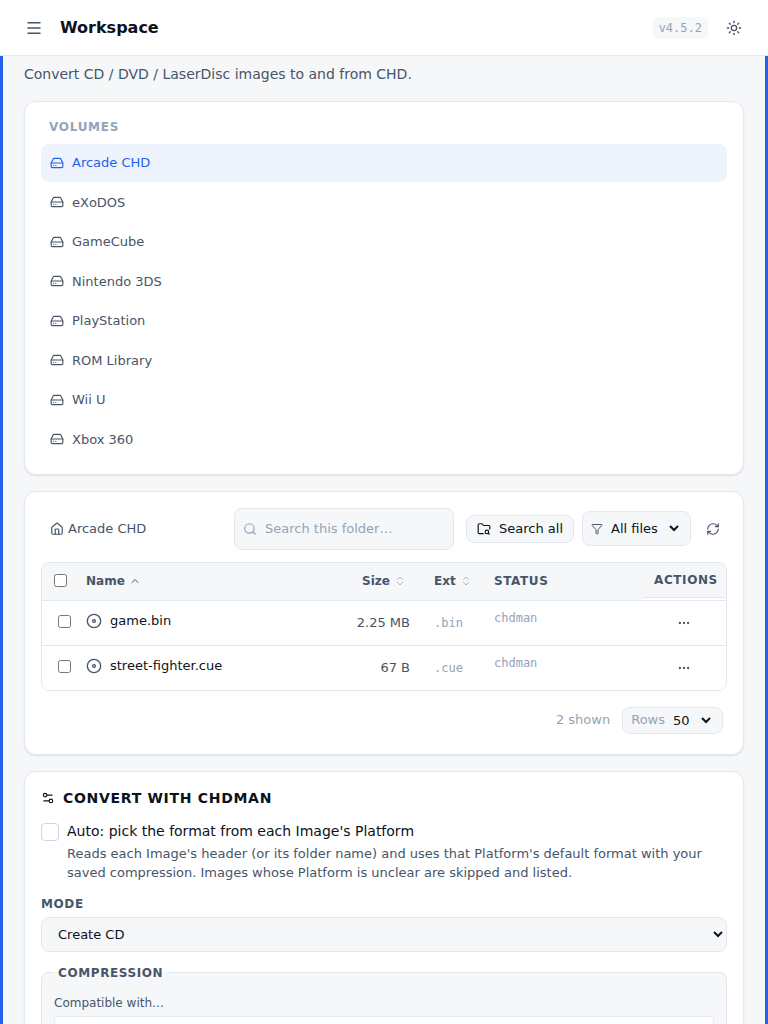 Workspace
v4.5.2
Convert CD / DVD / LaserDisc images to and from CHD.
VOLUMES
Arcade CHD
eXoDOS
GameCube
Nintendo 3DS
PlayStation
ROM Library
Wii U
Xbox 360
Arcade CHD
Search this folder…
Search all
All files
Name Size Ext STATUS ACTIONS
game.bin 2.25 MB .bin chdman
street-fighter.cue 67 B .cue chdman
2 shown Rows 50
CONVERT WITH CHDMAN
Auto: pick the format from each Image's Platform
Reads each Image's header (or its folder name) and uses that Platform's default format with your
saved compression. Images whose Platform is unclear are skipped and listed.
MODE
Create CD
COMPRESSION
Compatible with…